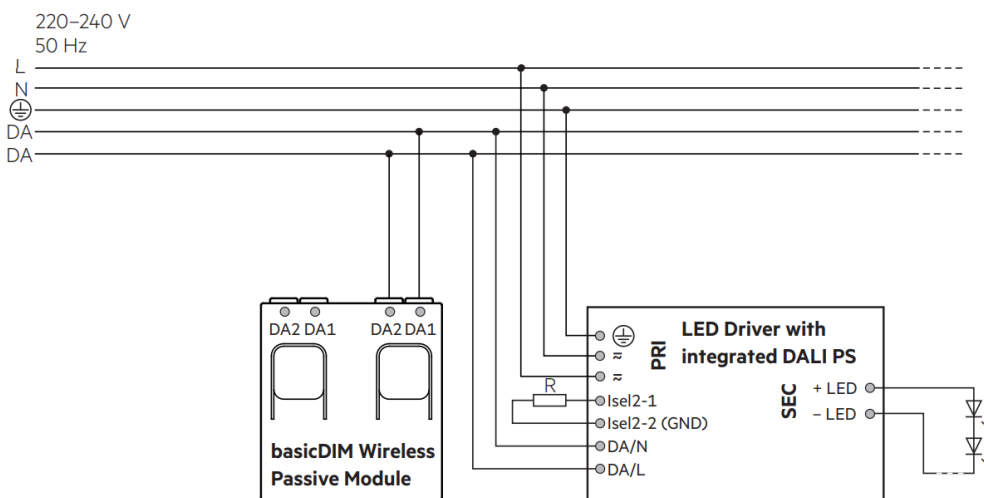 220–240 V
50 Hz
L
N
DA
DA
DA2 DA1
DA2 DA1
basicDIM Wireless
Passive Module
LED Driver with
integrated DALI PS
PRI
≂
≂
R
Isel2-1
Isel2-2 (GND)
DA/N
DA/L
SEC
+ LED
– LED